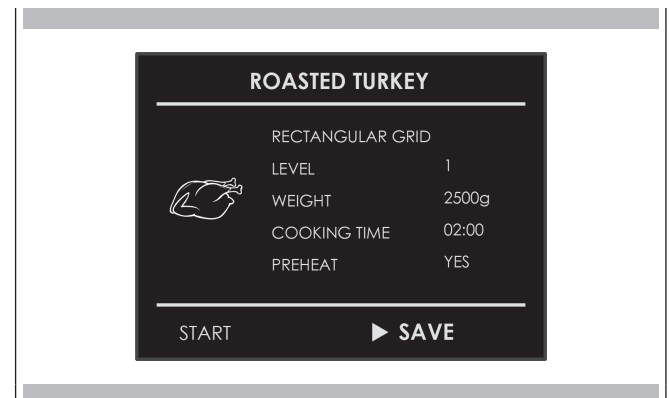 ROASTED TURKEY
RECTANGULAR GRID
LEVEL 1
WEIGHT 2500g
COOKING TIME 02:00
PREHEAT YES
START ▶ SAVE